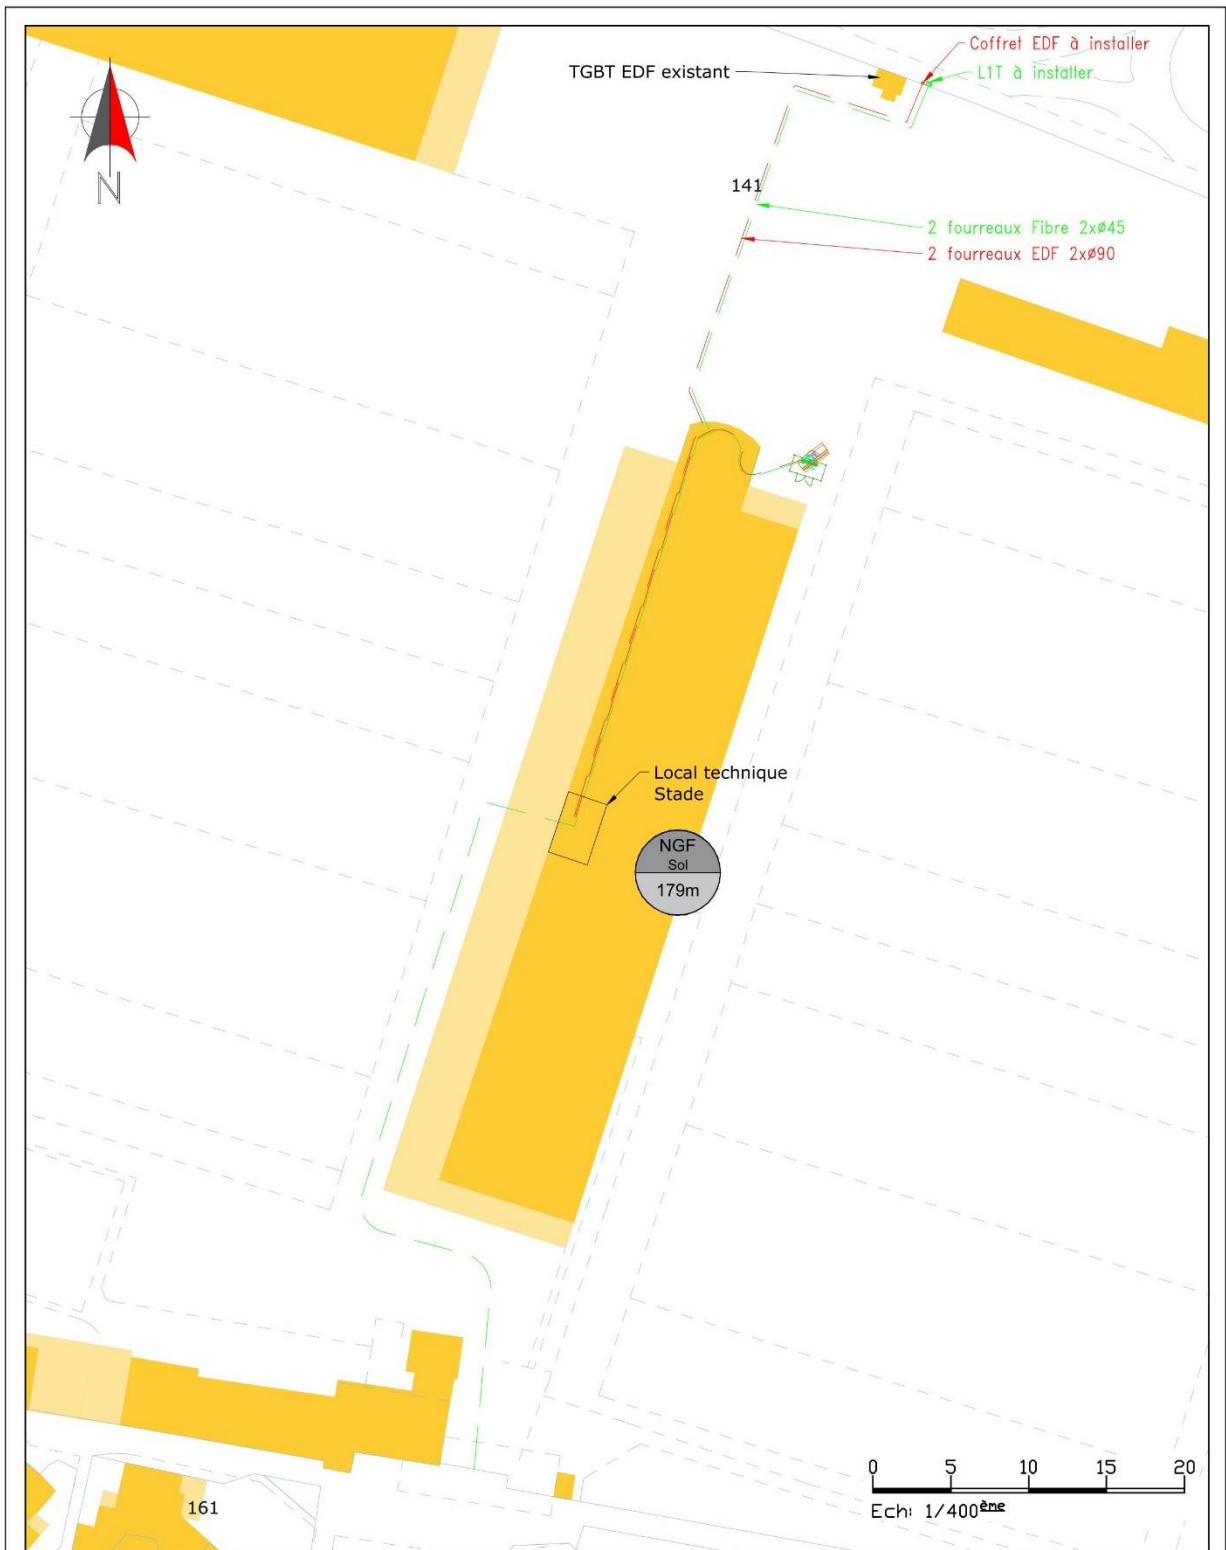 Coffret EDF à installer
TGBT EDF existant
L1T à installer
N
141
2 fourreaux Fibre 2xø45
2 fourreaux EDF 2xø90
Local technique
Stade
NGF
Sol
179m
0 5 10 15 20
Ech: 1/400ème
161